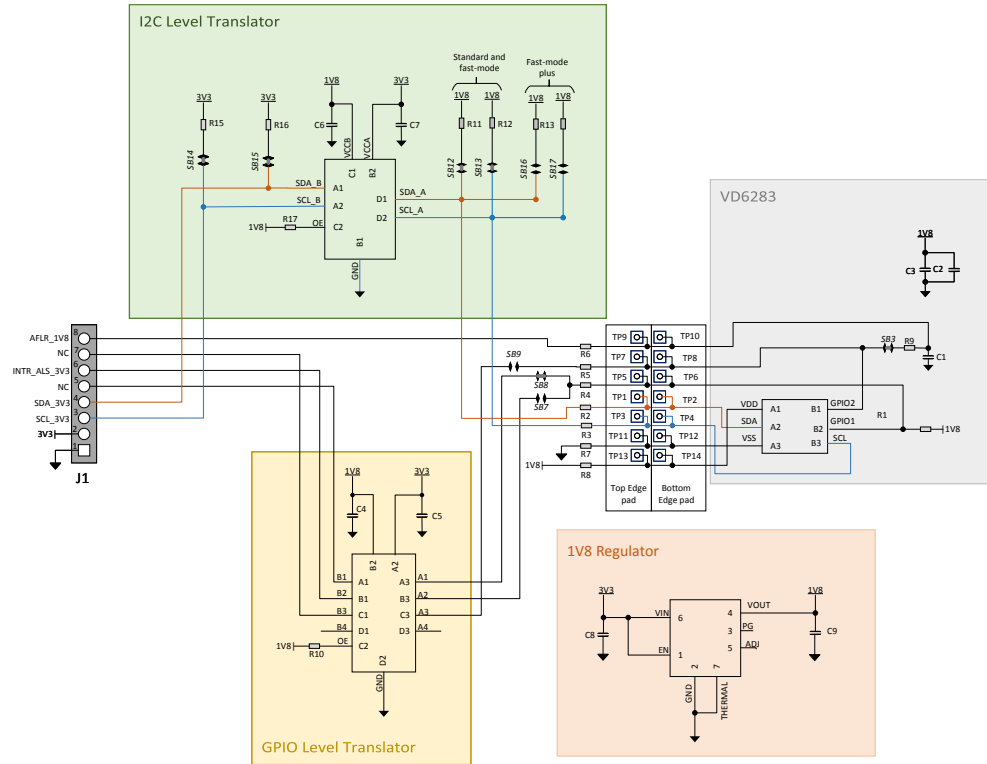 I2C Level Translator
Standard and
fast-mode
Fast-mode
plus
1V8
3V3
1V8
1V8
1V8
1V8
3V3
3V3
R15
R16
C6
C7
R11
R12
R13
VCCB
VCCA
SB14
SB15
SB12
SB13
SB16
SB17
C1
B2
SDA_B
A1
SCL_B
A2
D1
SDA_A
D2
SCL_A
R17
1V8
OE
C2
B1
GND
VD6283
1V8
C3
C2
J1
AFLR_1V8
8
NC
7
INTR_ALS_3V3
6
NC
5
SDA_3V3
4
SCL_3V3
3
3V3
2
1
SB9
SB8
SB7
R6
R5
R4
R2
R3
R7
R8
1V8
TP9
TP10
TP7
TP8
TP5
TP6
TP1
TP2
TP3
TP4
TP11
TP12
TP13
TP14
Top Edge
pad
Bottom
Edge pad
SB3
R9
C1
VDD
A1
B1
GPIO2
SDA
A2
B2
GPIO1
R1
1V8
VSS
A3
B3
SCL
1V8
3V3
C4
C5
B2
A2
B1
A1
A3
A1
B2
B1
B3
A2
B3
C1
C3
A3
B4
D1
D3
A4
1V8
R10
OE
C2
D2
GND
GPIO Level Translator
1V8 Regulator
3V3
1V8
VIN
6
4
VOUT
C8
3
PG
C9
EN
1
5
ADJ
2
7
GND
THERMAL